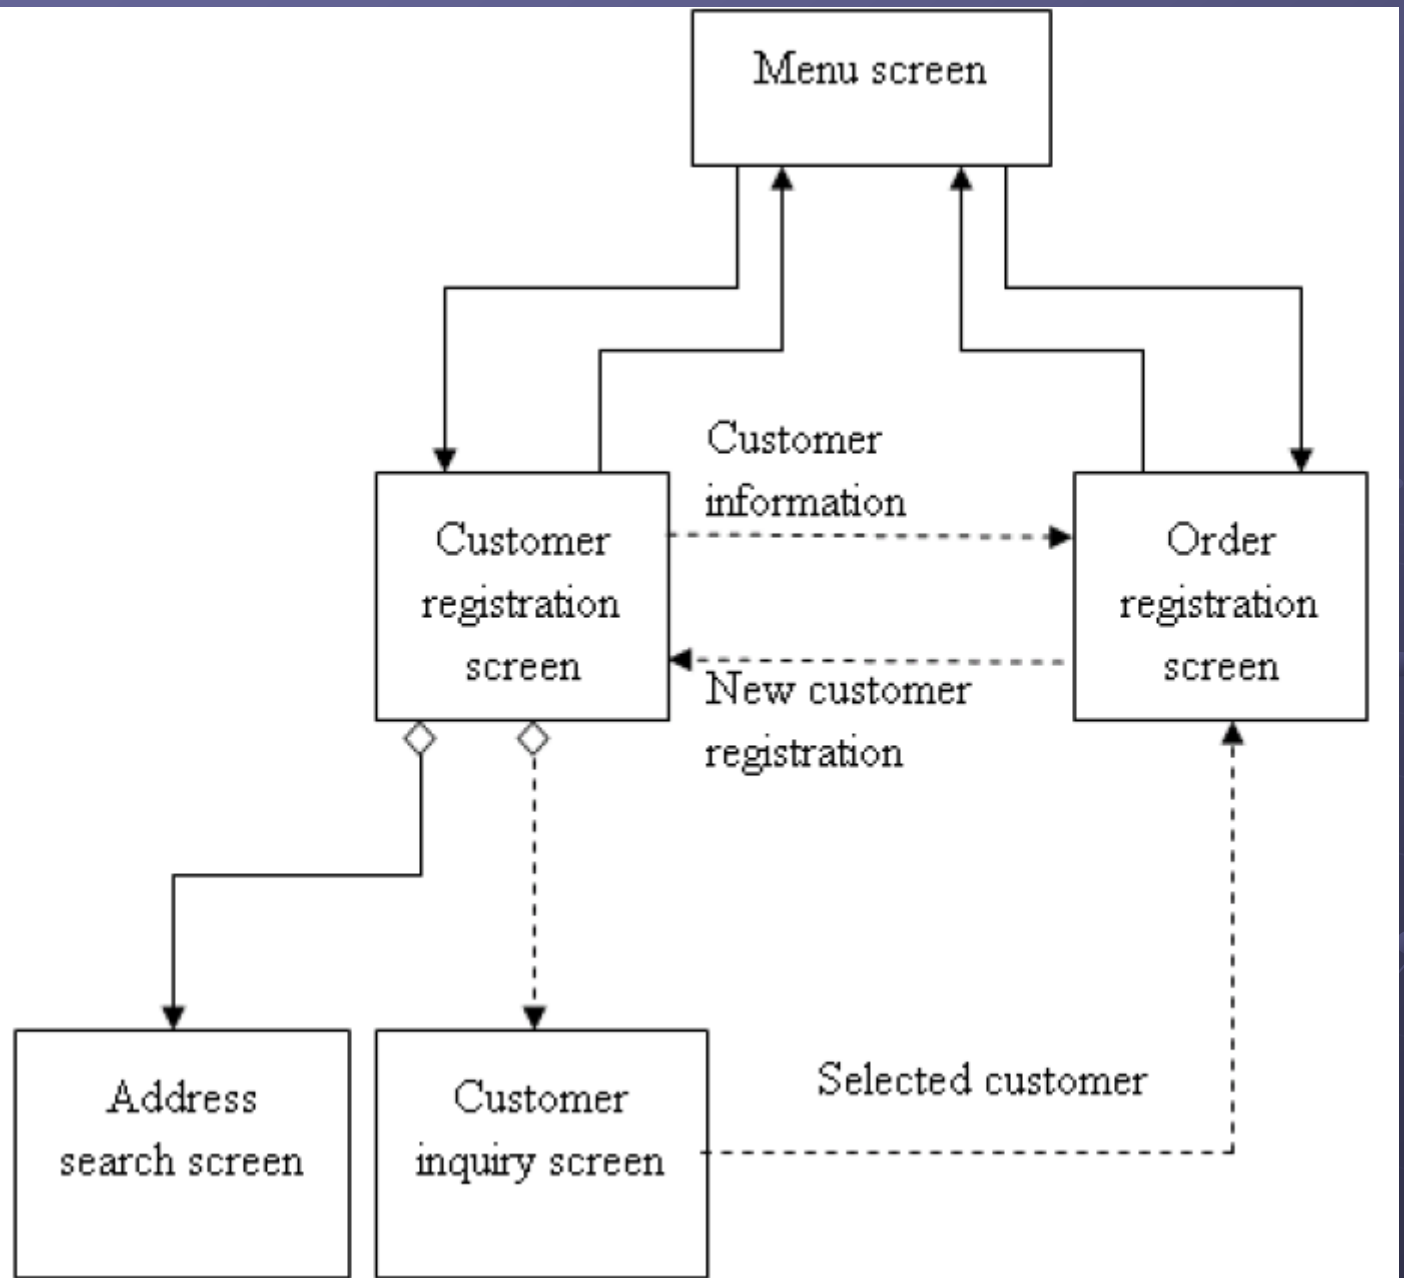 Menu screen
Customer
information
Customer
registration
screen
Order
registration
screen
New customer
registration
Address
search screen
Customer
inquiry screen
Selected customer